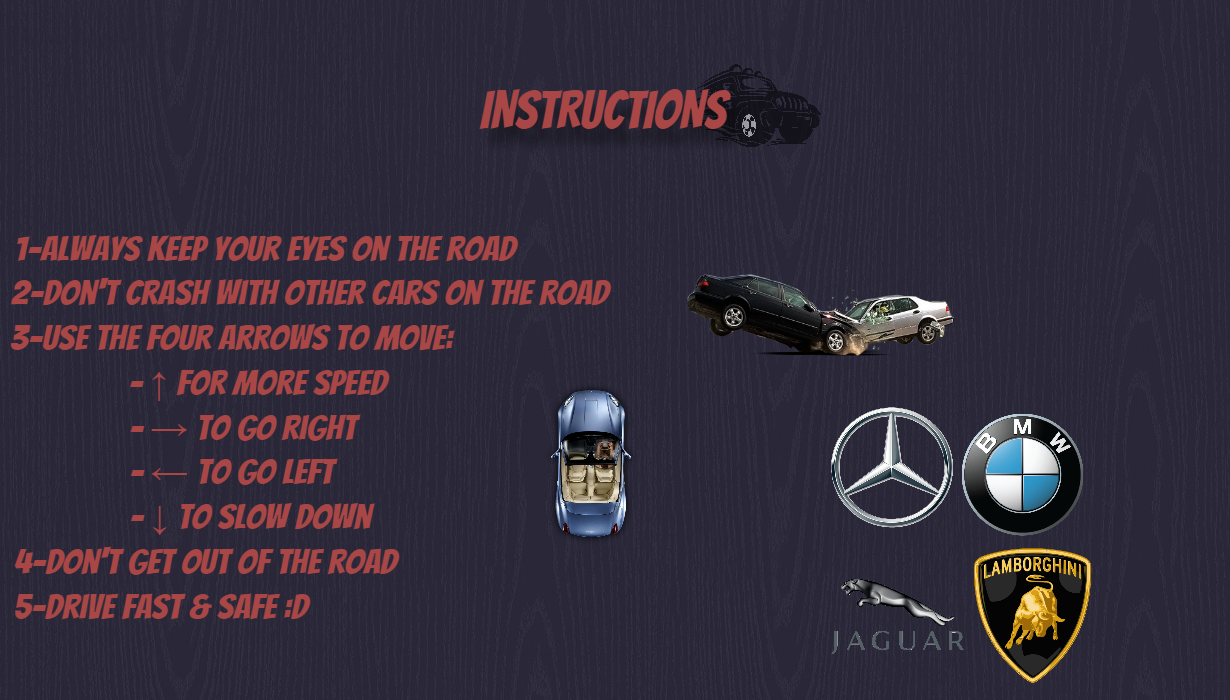 INSTRUCTIONS
1-ALWAYS KEEP YOUR EYES ON THE ROAD
2-DON'T CRASH WITH OTHER CARS ON THE ROAD
3-USE THE FOUR ARROWS TO MOVE:
- ↑ FOR MORE SPEED
- → TO GO RIGHT
- ← TO GO LEFT
- ↓ TO SLOW DOWN
4-DON'T GET OUT OF THE ROAD
5-DRIVE FAST & SAFE :D
BMW
JAGUAR
LAMBORGHINI